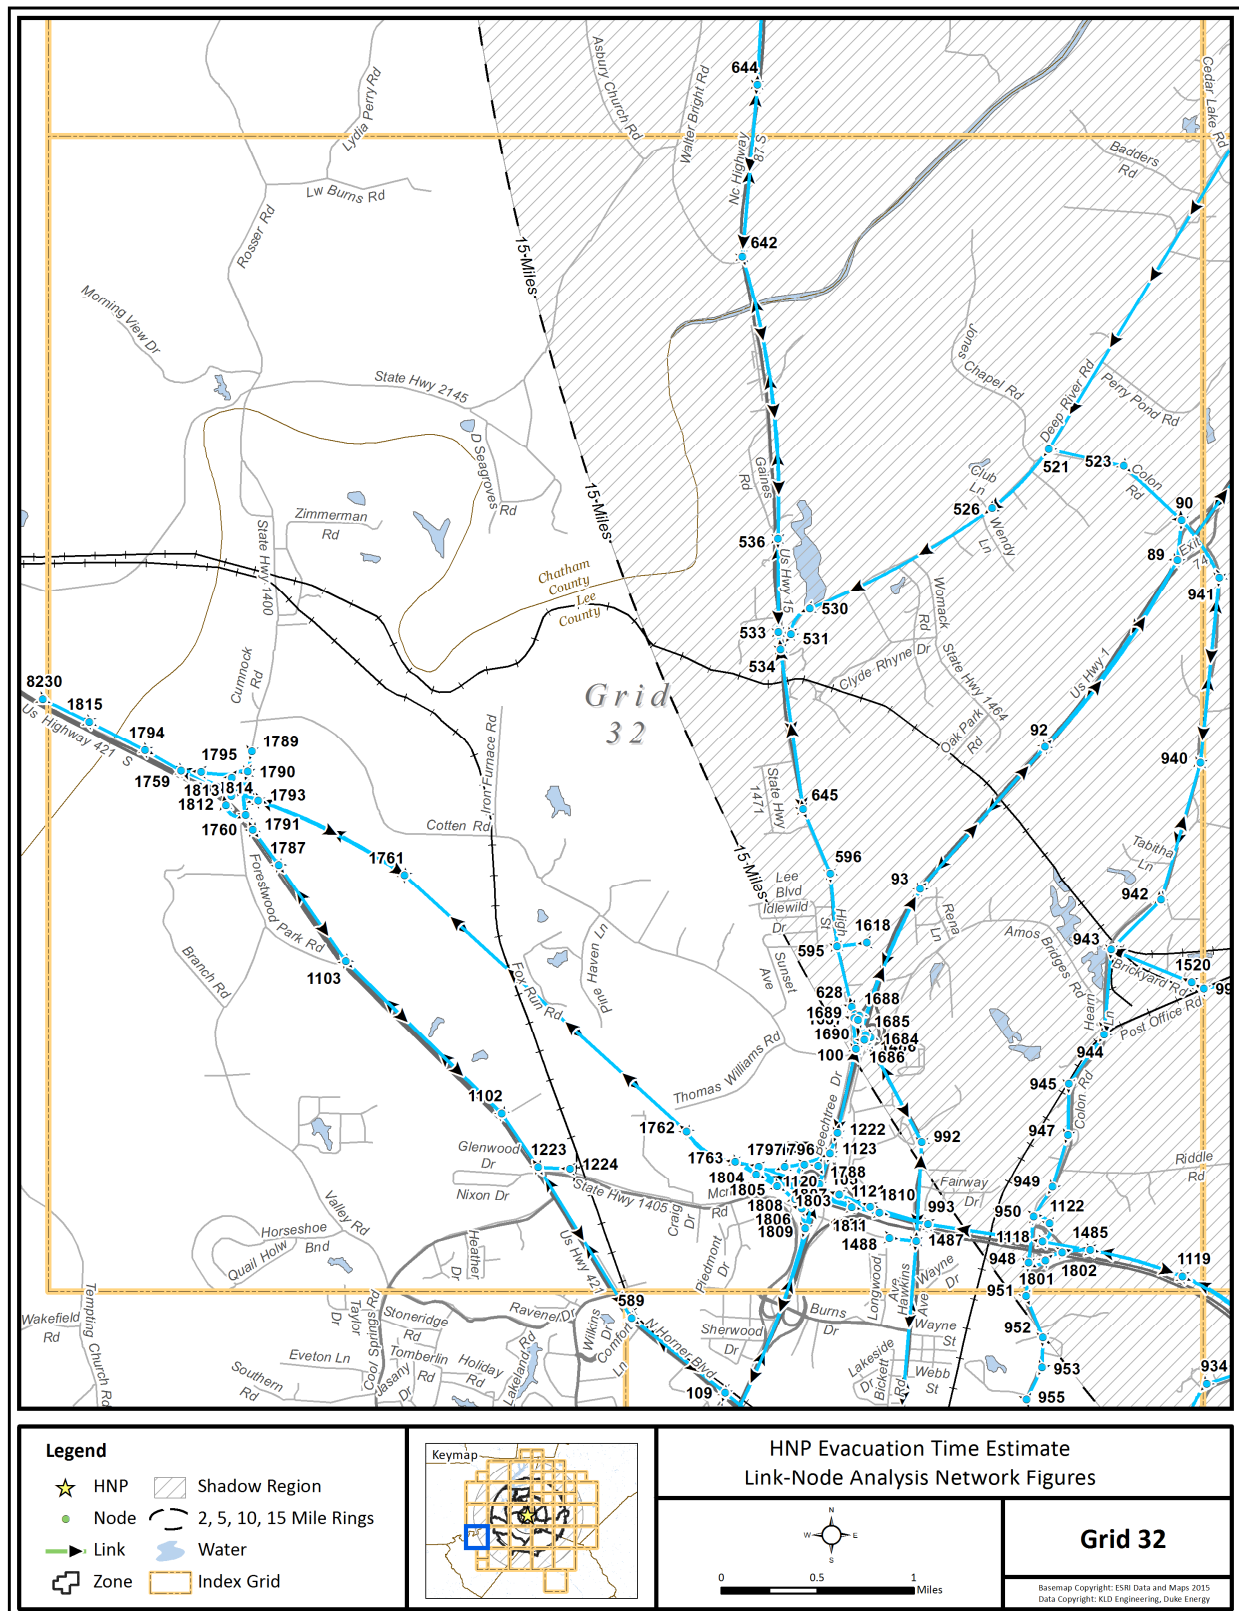 644
Asbury Church Rd
Walter Bright Rd
Lydia Perry Rd
Cedar Lake Rd
Nc Highway
87 S
Badders
Rd
Lw Burns Rd
Rosser Rd
642
15-Miles
Morning View Dr
Jones
Chapel Rd
State Hwy 2145
Deep River Rd
Perry Pond Rd
D Seagroves
Rd
Gaines
Rd
521
523
Colon
Rd
Club
Ln
15-Miles
Zimmerman
Rd
526
Wendy
Ln
90
536
89
Exit
74
State Hwy 1400
Us Hwy 15
Chatham
County
Lee
County
941
530
Womack
Rd
533
531
534
Clyde Rhyne Dr
State Hwy 1464
Cumnock
Rd
Us Hwy 1
8230
Grid
32
1815
Us Highway 421 S
1794
Iron Furnace Rd
Oak Park
Rd
92
1795
1789
1759
1790
940
1813
1814
1793
1812
State Hwy
1471
645
1760
1791
Cotten Rd
1787
15-Miles
Tabitha
Ln
1761
596
Forestwood Park Rd
Lee
Blvd
93
Idlewild
Dr
High
St
Rena
Ln
942
1618
Branch Rd
Haven Ln
Pine
595
Amos
Bridges Rd
943
1103
Fox Run Rd
Sunset
Ave
Brickyard Rd
1520
99
628
1688
1689
1685
Hearn
Ln
Post Office Rd
1690
1684
100
1686
944
Thomas Williams Rd
945
1102
Beechtree Dr
Colon Rd
1762
1222
947
992
Glenwood
Dr
1223
1224
1763
1797
1796
1123
Riddle
Rd
1804
1120
1788
Nixon Dr
State Hwy 1405
1805
Fairway
Dr
949
1803
1121
1810
Rd
1808
Craig
Dr
1806
993
950
1122
Valley Rd
Horseshoe
Bnd
1809
1811
1118
1485
1488
1487
Quail Holw
Heather
Dr
Us Hwy 421
Piedmont
Dr
948
Longwood
Ave
Hawkins
Ave
Wayne
Dr
1801
1802
1119
951
589
Tempting Church Rd
Wakefield
Rd
Taylor
Dr
Cool Springs Rd
Stoneridge
Rd
Ravenel Dr
Wilkins
Dr
Comfort
Ln
N Horner Blvd
Sherwood
Dr
Burns
Dr
Wayne
St
952
Eveton Ln
Tomberlin
Rd
Holiday
Rd
Lakeland Rd
Lakeside
Dr
Bickett
Rd
Webb
St
953
934
Southern
Rd
Jasany
Dr
109
955
Legend
HNP
Shadow Region
Node
2, 5, 10, 15 Mile Rings
Link
Water
Zone
Index Grid
Keymap
HNP Evacuation Time Estimate
Link-Node Analysis Network Figures
N
W
E
S
0
0.5
1
Miles
Grid 32
Basemap Copyright: ESRI Data and Maps 2015
Data Copyright: KLD Engineering, Duke Energy